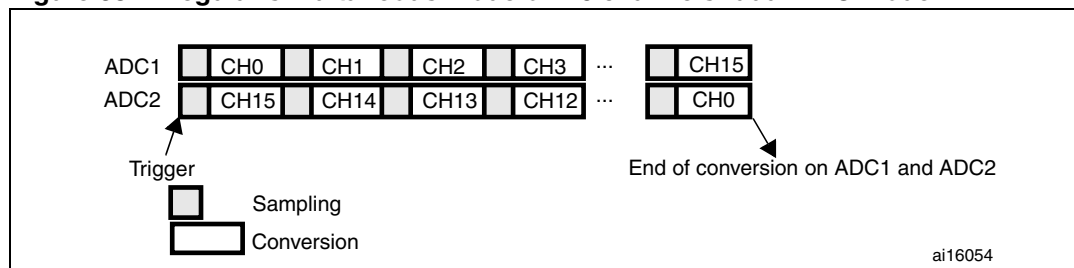 ADC1 CH0 CH1 CH2 CH3 ... CH15
ADC2 CH15 CH14 CH13 CH12 ... CH0
Trigger
End of conversion on ADC1 and ADC2
Sampling
Conversion
ai16054